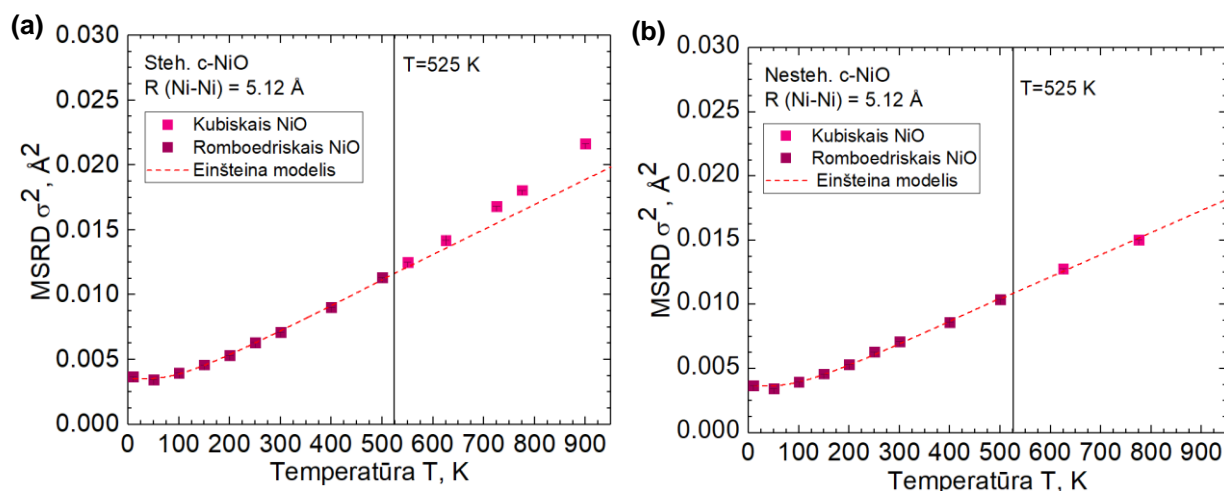 (a)
0.030
0.025
0.020
0.015
0.010
0.005
0.000
MSRD σ², Å²
Steh. c-NiO
R (Ni-Ni) = 5.12 Å
Kubiskais NiO
Romboedriskais NiO
Einšteina modelis
T=525 K
0 100 200 300 400 500 600 700 800 900
Temperatūra T, K
(b)
0.030
0.025
0.020
0.015
0.010
0.005
0.000
MSRD σ², Å²
Nesteh. c-NiO
R (Ni-Ni) = 5.12 Å
Kubiskais NiO
Romboedriskais NiO
Einšteina modelis
T=525 K
0 100 200 300 400 500 600 700 800 900
Temperatūra T, K